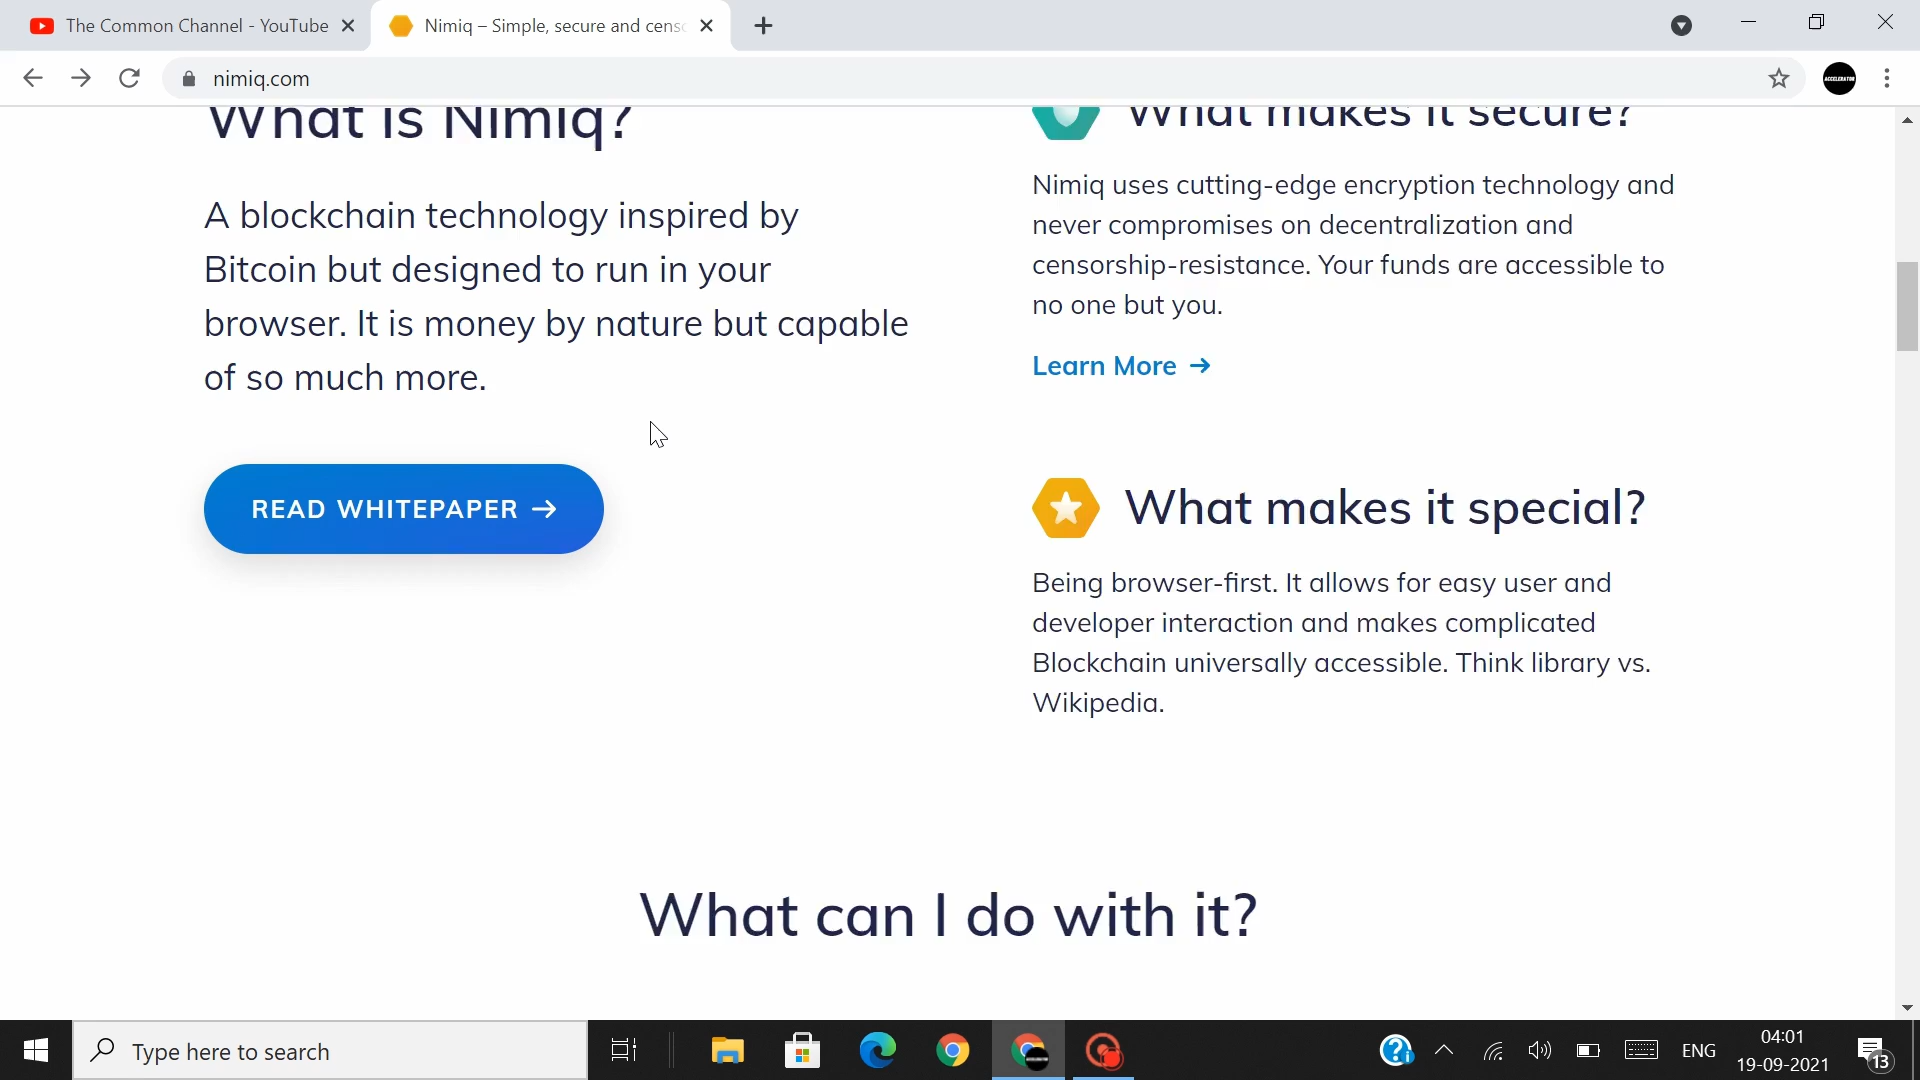 The Common Channel - YouTube
Nimiq – Simple, secure and cens
nimiq.com
ACCELERATOR
What is Nimiq?
A blockchain technology inspired by
Bitcoin but designed to run in your
browser. It is money by nature but capable
of so much more.
READ WHITEPAPER →
What makes it secure?
Nimiq uses cutting-edge encryption technology and
never compromises on decentralization and
censorship-resistance. Your funds are accessible to
no one but you.
Learn More →
What makes it special?
Being browser-first. It allows for easy user and
developer interaction and makes complicated
Blockchain universally accessible. Think library vs.
Wikipedia.
What can I do with it?
Type here to search
ENG
04:01
19-09-2021
13